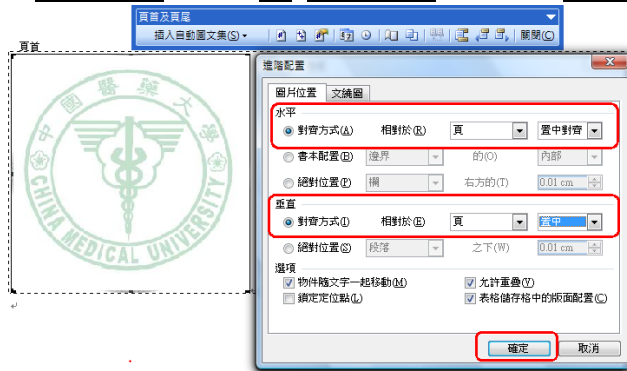 頁首及頁尾
插入自動圖文集(S)
關閉(C)
頁首
中國醫藥大學
CHINA MEDICAL UNIVERSITY
進階配置
圖片位置 文繞圖
水平
對齊方式(A) 相對於(R) 頁 置中對齊
書本配置(B) 邊界 的(O) 內部
絕對位置(P) 欄 右方的(T) 0.01 cm
垂直
對齊方式(I) 相對於(E) 頁 置中
絕對位置(S) 段落 之下(W) 0.01 cm
選項
物件隨文字一起移動(M) 允許重疊(V)
鎖定定位點(L) 表格儲存格中的版面配置(C)
確定 取消